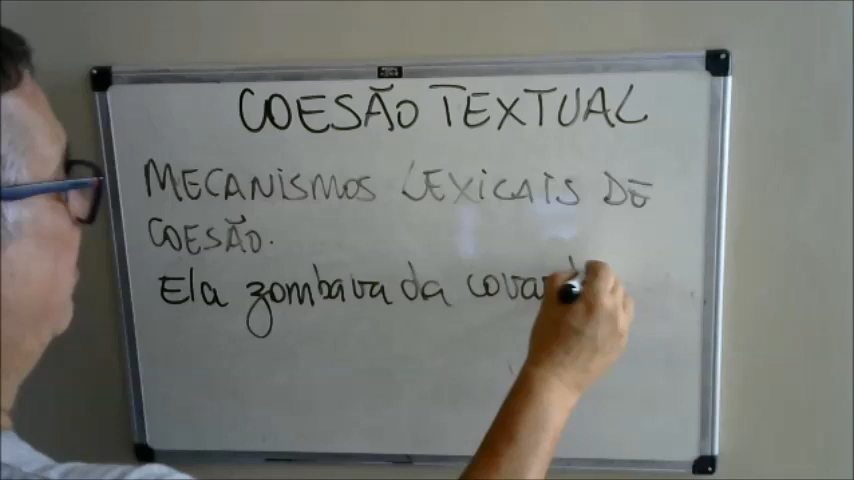 COESÃO TEXTUAL
MECANISMOS LEXICAIS DE
COESÃO.
Ela zombava da